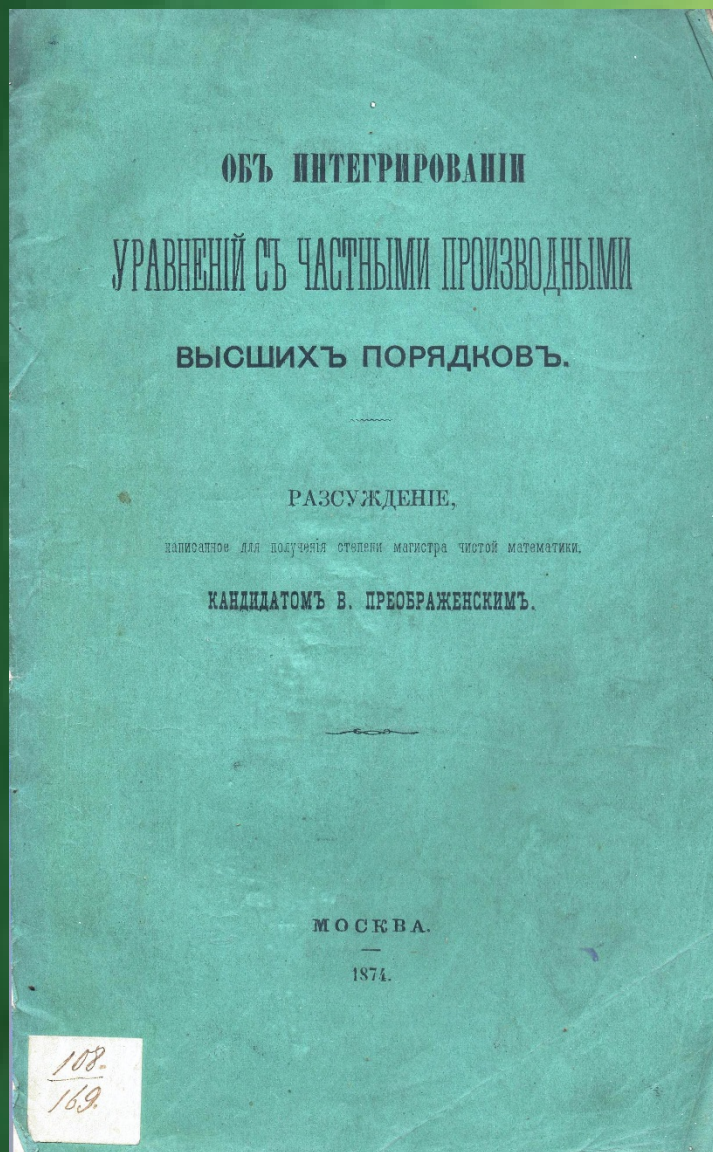 ОБЪ ИНТЕГРИРОВАНІИ
УРАВНЕНІЙ СЪ ЧАСТНЫМИ ПРОИЗВОДНЫМИ
ВЫСШИХЪ ПОРЯДКОВЪ.
РАЗСУЖДЕНІЕ,
написанное для полученія степени магистра чистой математики,
КАНДИДАТОМЪ В. ПРЕОБРАЖЕНСКИМЪ.
МОСКВА.
1874.
108.
169.